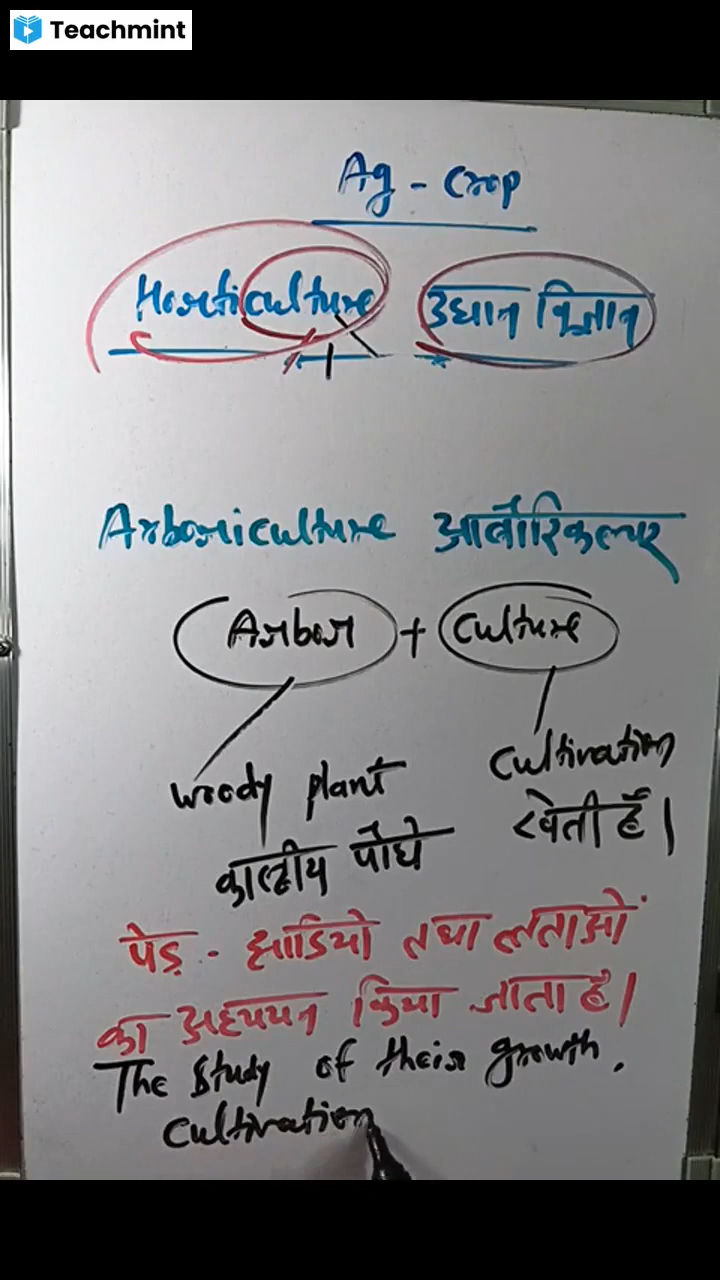 Teachmint
Ag - Crop
Horticulture उधान विज्ञान
Arboriculture आर्बोरिकल्चर
Arbor + Culture
Cultivation
woody plant
खेती है।
काष्ठीय पौधे
पेड़ - झाडियो तथा लताओं
का अध्ययन किया जाता है।
The study of their growth,
cultivation